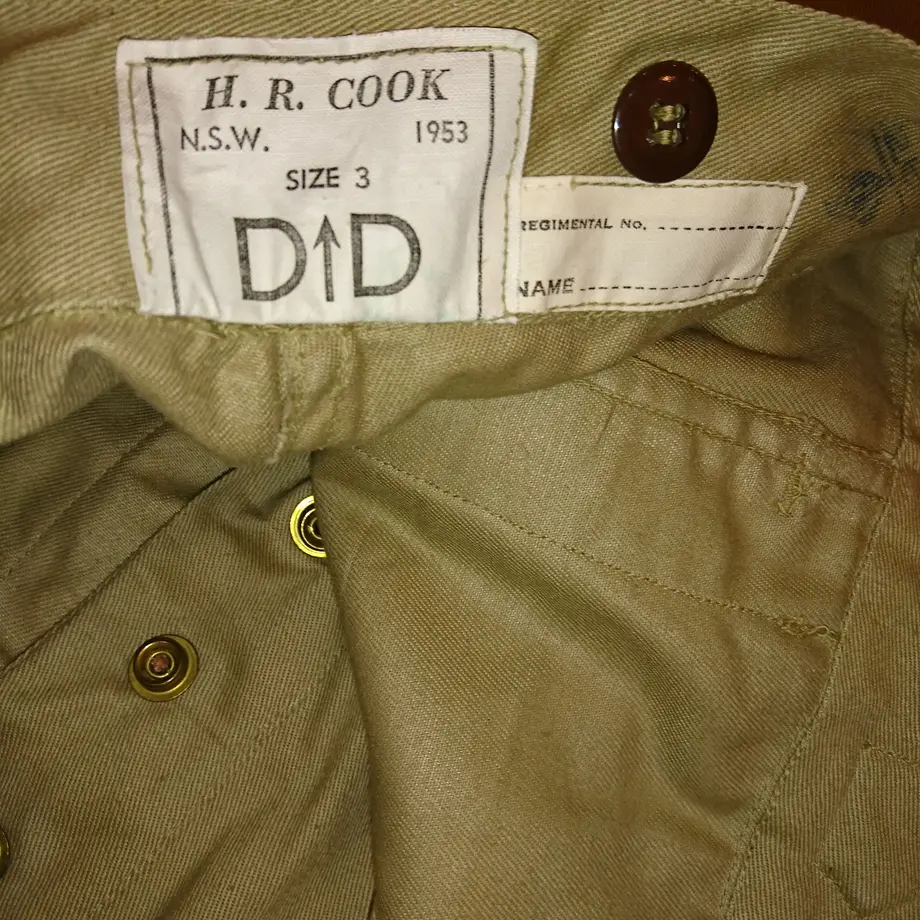 H. R. COOK
N.S.W. 1953
SIZE 3
D↑D
REGIMENTAL No.
NAME